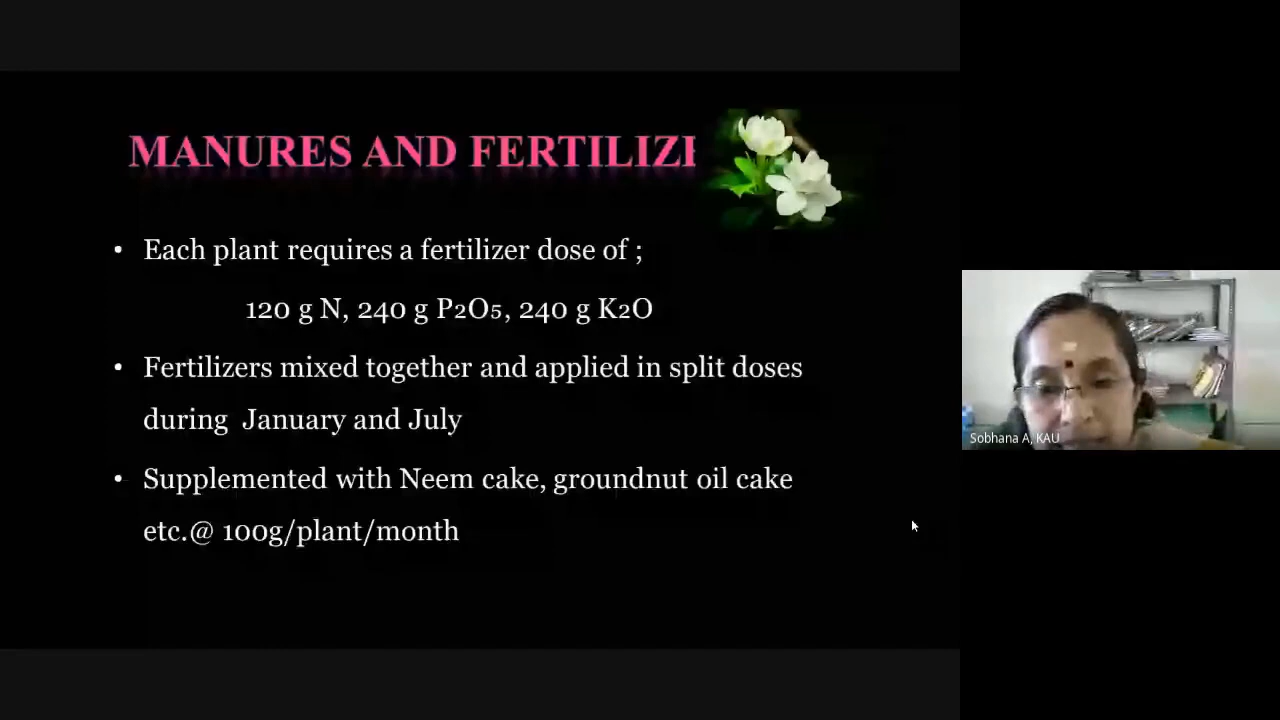 MANURES AND FERTILIZI
• Each plant requires a fertilizer dose of ;
120 g N, 240 g P2O5, 240 g K2O
• Fertilizers mixed together and applied in split doses
during January and July
• Supplemented with Neem cake, groundnut oil cake
etc.@ 100g/plant/month
Sobhana A, KAU